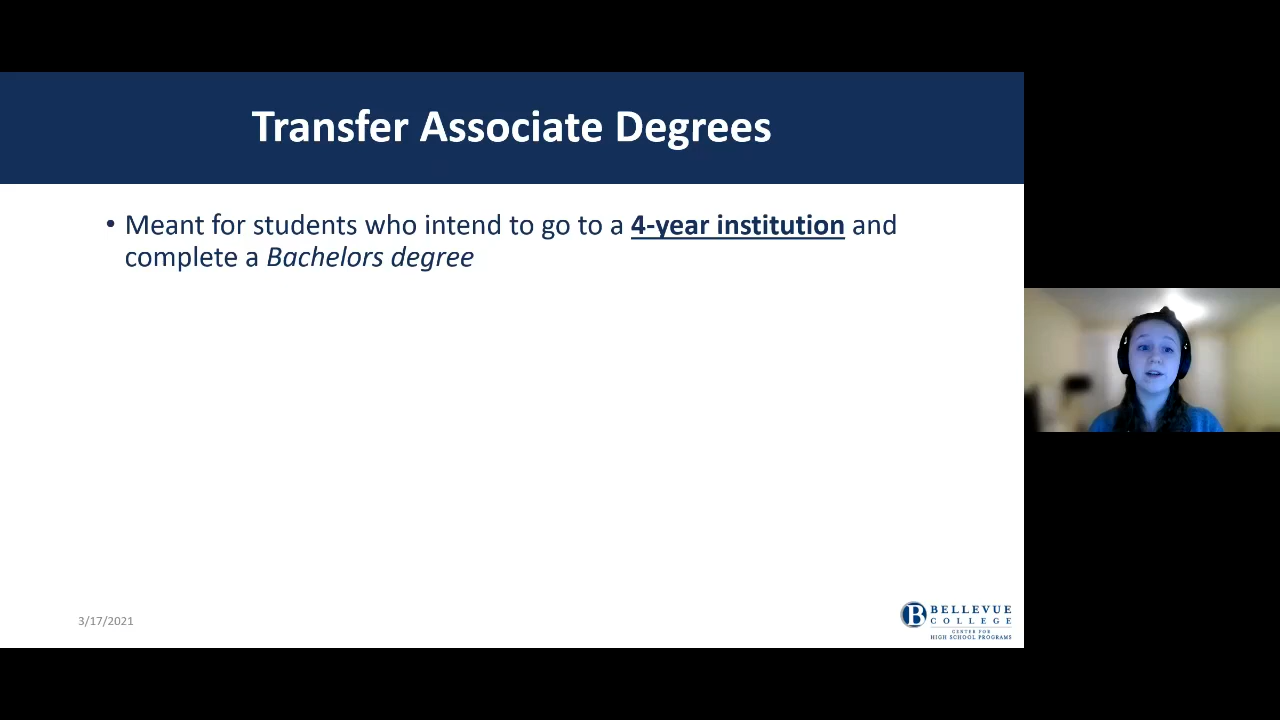 Transfer Associate Degrees
• Meant for students who intend to go to a 4-year institution and
complete a Bachelors degree
3/17/2021
B BELLEVUE
COLLEGE
CENTER FOR
HIGH SCHOOL PROGRAMS